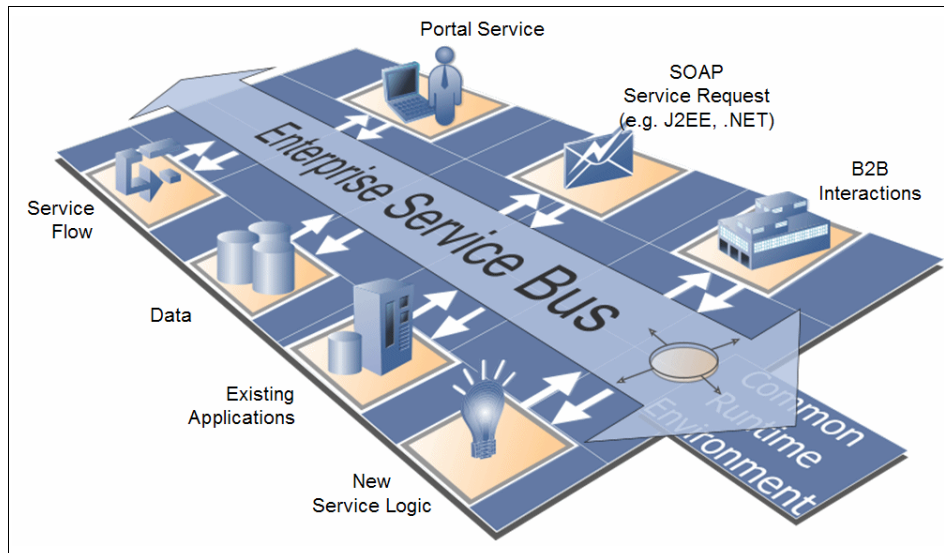 Portal Service
SOAP
Service Request
(e.g. J2EE, .NET)
B2B
Interactions
Enterprise Service Bus
Service
Flow
Data
Existing
Applications
New
Service Logic
Common
Runtime
Environment